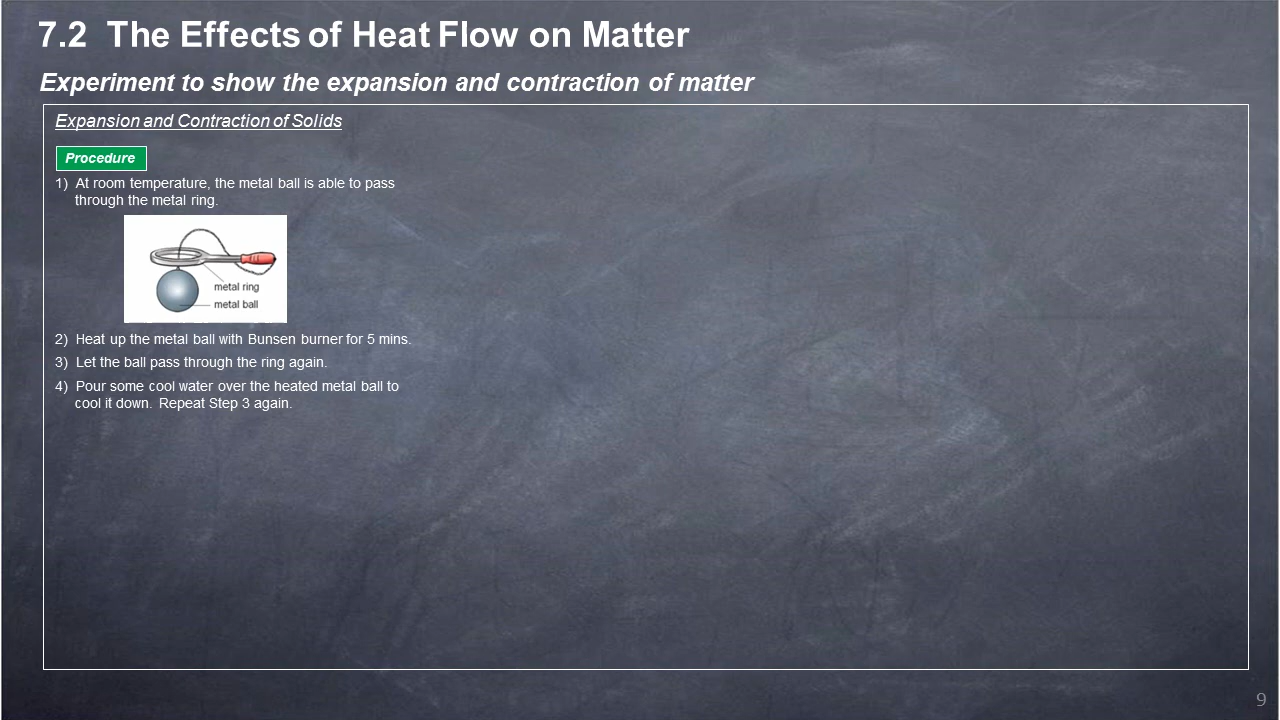 7.2 The Effects of Heat Flow on Matter
Experiment to show the expansion and contraction of matter
Expansion and Contraction of Solids
Procedure
1) At room temperature, the metal ball is able to pass
through the metal ring.
metal ring
metal ball
2) Heat up the metal ball with Bunsen burner for 5 mins.
3) Let the ball pass through the ring again.
4) Pour some cool water over the heated metal ball to
cool it down. Repeat Step 3 again.
9